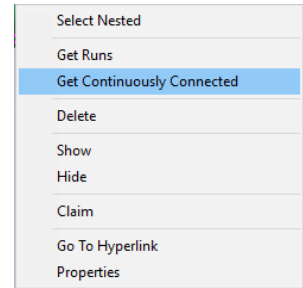 Select Nested
Get Runs
Get Continuously Connected
Delete
Show
Hide
Claim
Go To Hyperlink
Properties